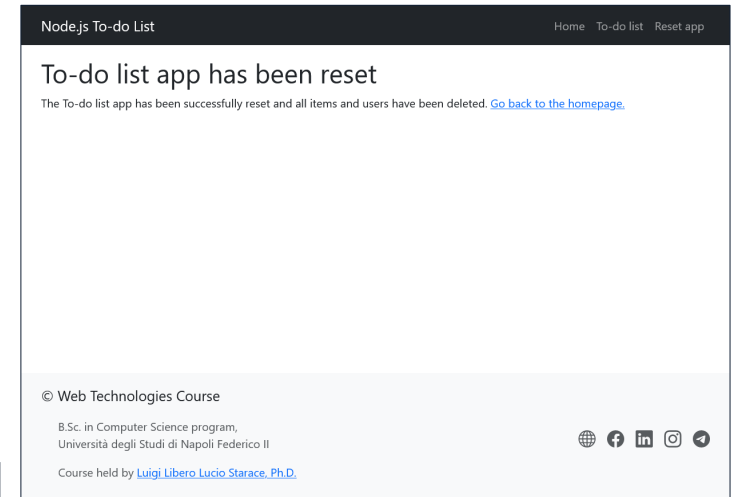 Node.js To-do List
Home To-do list Reset app
To-do list app has been reset
The To-do list app has been successfully reset and all items and users have been deleted. Go back to the homepage.
© Web Technologies Course
B.Sc. in Computer Science program,
Università degli Studi di Napoli Federico II
Course held by Luigi Libero Lucio Starace, Ph.D.